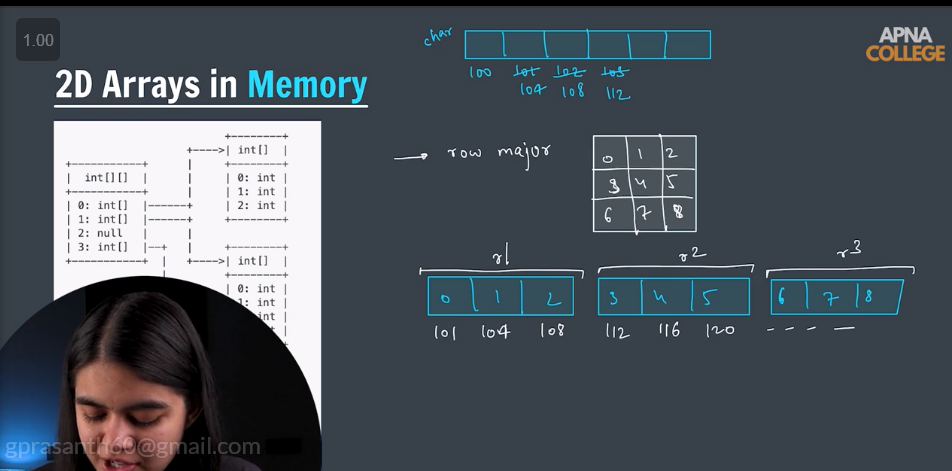 1.00
APNA
COLLEGE
2D Arrays in Memory
char
100 101 102 103
104 108 112
→ row major
0 1 2
3 4 5
6 7 8
r1 r2 r3
0 1 2 3 4 5 6 7 8
101 104 108 112 116 120 - - - -
+--------+
+---->| int[] |
+---------+ | +--------+
| int[][] | | | 0: int |
+---------+ | | 1: int |
| 0: int[] |------+ | 2: int |
| 1: int[] |------+ +--------+
| 2: null |
| 3: int[] |--+ +--------+
+---------+ | +---->| int[] |
+--------+
| 0: int |
1: int |
int |
gprasanth60@gmail.com